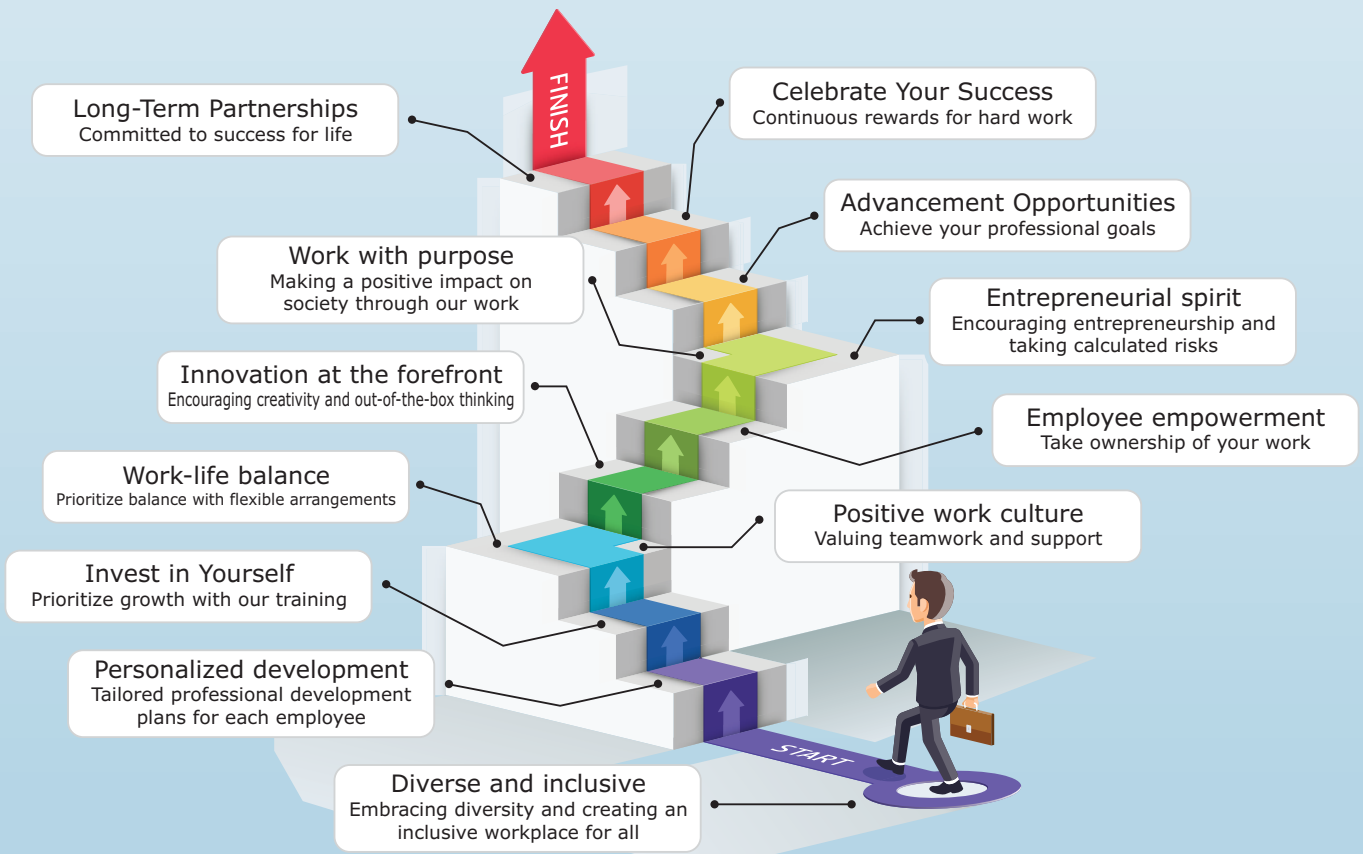 FINISH
Long-Term Partnerships
Committed to success for life
Celebrate Your Success
Continuous rewards for hard work
Advancement Opportunities
Achieve your professional goals
Work with purpose
Making a positive impact on
society through our work
Entrepreneurial spirit
Encouraging entrepreneurship and
taking calculated risks
Innovation at the forefront
Encouraging creativity and out-of-the-box thinking
Employee empowerment
Take ownership of your work
Work-life balance
Prioritize balance with flexible arrangements
Positive work culture
Valuing teamwork and support
Invest in Yourself
Prioritize growth with our training
Personalized development
Tailored professional development
plans for each employee
START
Diverse and inclusive
Embracing diversity and creating an
inclusive workplace for all